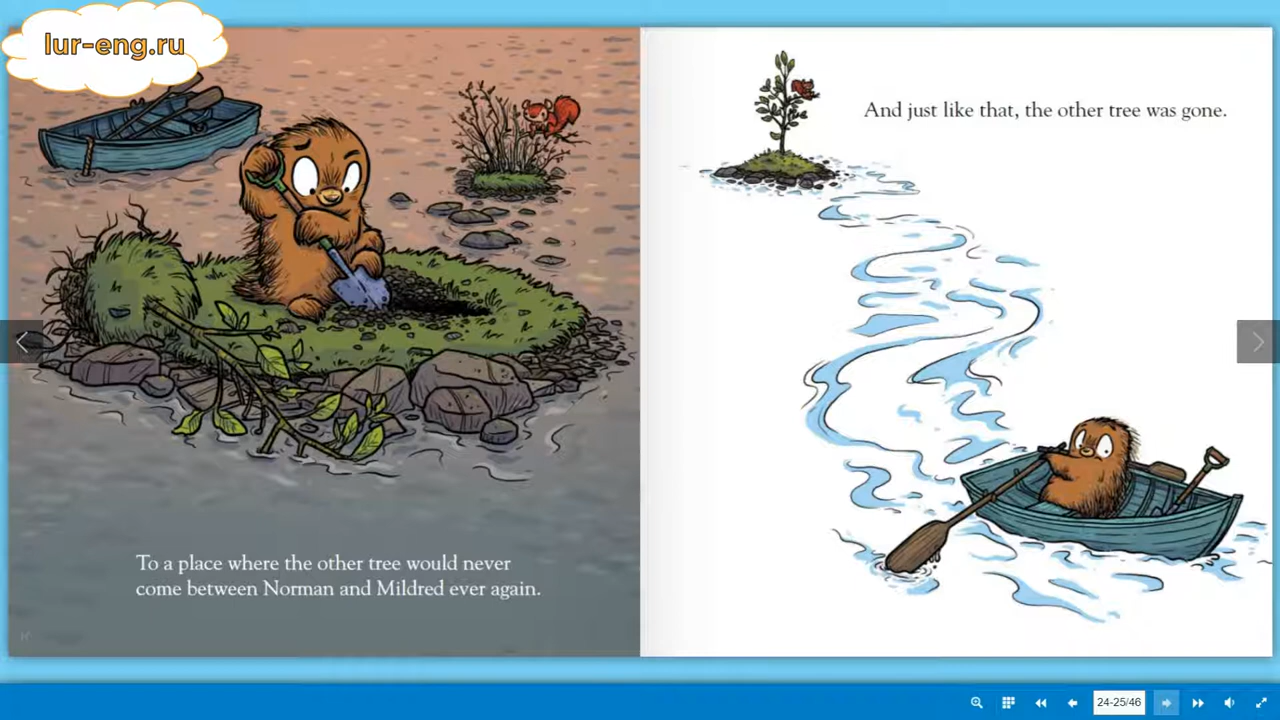 lur-eng.ru
To a place where the other tree would never
come between Norman and Mildred ever again.
And just like that, the other tree was gone.
24-25/46